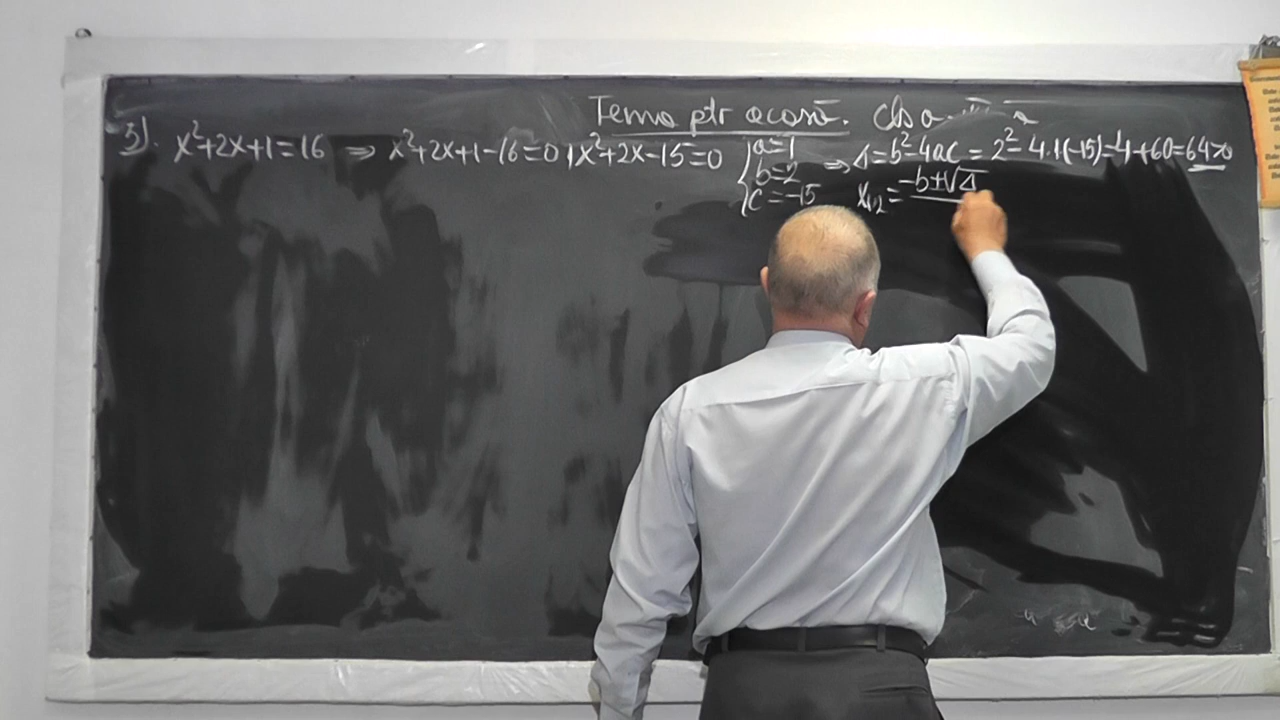 Tema ptr acasă.
3). x²+2x+1=16 ⇒ x²+2x+1-16=0, x²+2x-15=0 { a=1 b=2 c=-15 ⇒ Δ=b²-4ac=2²-4·1·(-15)=4+60=64>0
x₁,₂=-b±√Δ